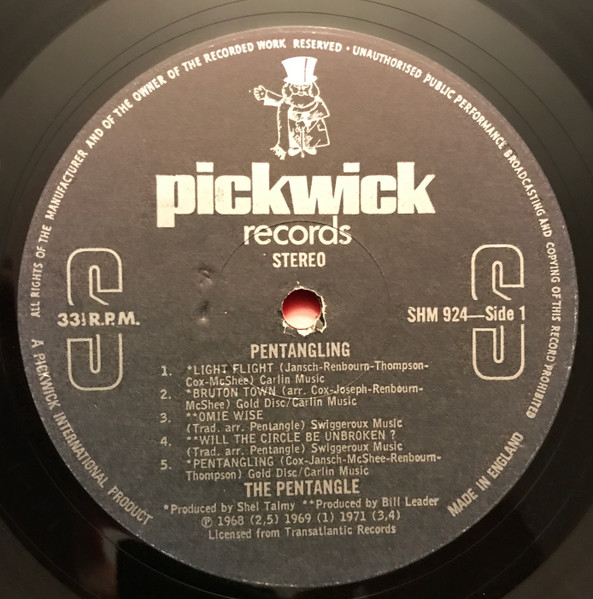 ALL RIGHTS OF THE MANUFACTURER AND OF THE OWNER OF THE RECORDED WORK RESERVED • UNAUTHORISED PUBLIC PERFORMANCE BROADCASTING AND COPYING OF THIS RECORD PROHIBITED
pickwick
records
STEREO
S
S
33⅓ R.P.M.
SHM 924—Side 1
PENTANGLING
1. *LIGHT FLIGHT (Jansch-Renbourn-Thompson-
Cox-McShee) Carlin Music
2. *BRUTON TOWN (arr. Cox-Joseph-Renbourn-
McShee) Gold Disc/Carlin Music
3. **OMIE WISE
(Trad. arr. Pentangle) Swiggeroux Music
4. **WILL THE CIRCLE BE UNBROKEN ?
(Trad. arr. Pentangle) Swiggeroux Music
5. *PENTANGLING (Cox-Jansch-McShee-Renbourn-
Thompson) Gold Disc/Carlin Music
THE PENTANGLE
*Produced by Shel Talmy **Produced by Bill Leader
℗ 1968 (2,5) 1969 (1) 1971 (3,4)
Licensed from Transatlantic Records
A PICKWICK INTERNATIONAL PRODUCT
MADE IN ENGLAND